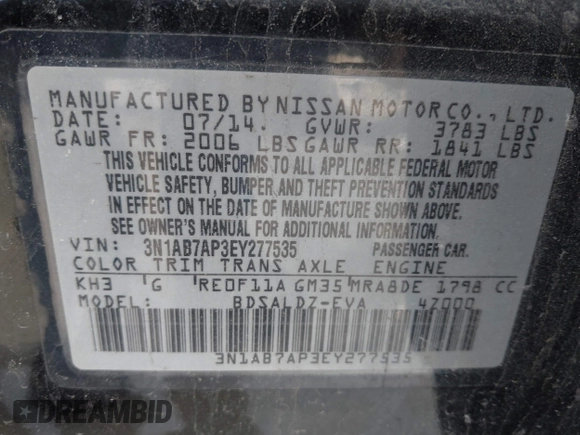 MANUFACTURED BY NISSAN MOTOR CO., LTD.
DATE: 07/14. GVWR: 3783 LBS
GAWR FR: 2006 LBS GAWR RR: 1841 LBS
THIS VEHICLE CONFORMS TO ALL APPLICABLE FEDERAL MOTOR
VEHICLE SAFETY, BUMPER AND THEFT PREVENTION STANDARDS
IN EFFECT ON THE DATE OF MANUFACTURE SHOWN ABOVE.
SEE OWNER'S MANUAL FOR ADDITIONAL INFORMATION.
VIN: 3N1AB7AP3EY277535 PASSENGER CAR.
COLOR TRIM TRANS AXLE ENGINE
KH3 G RE0F11A GM35 MRA8DE 1798 CC
MODEL: BDSALDZ-EVA 47000
3N1AB7AP3EY277535
DREAMBID